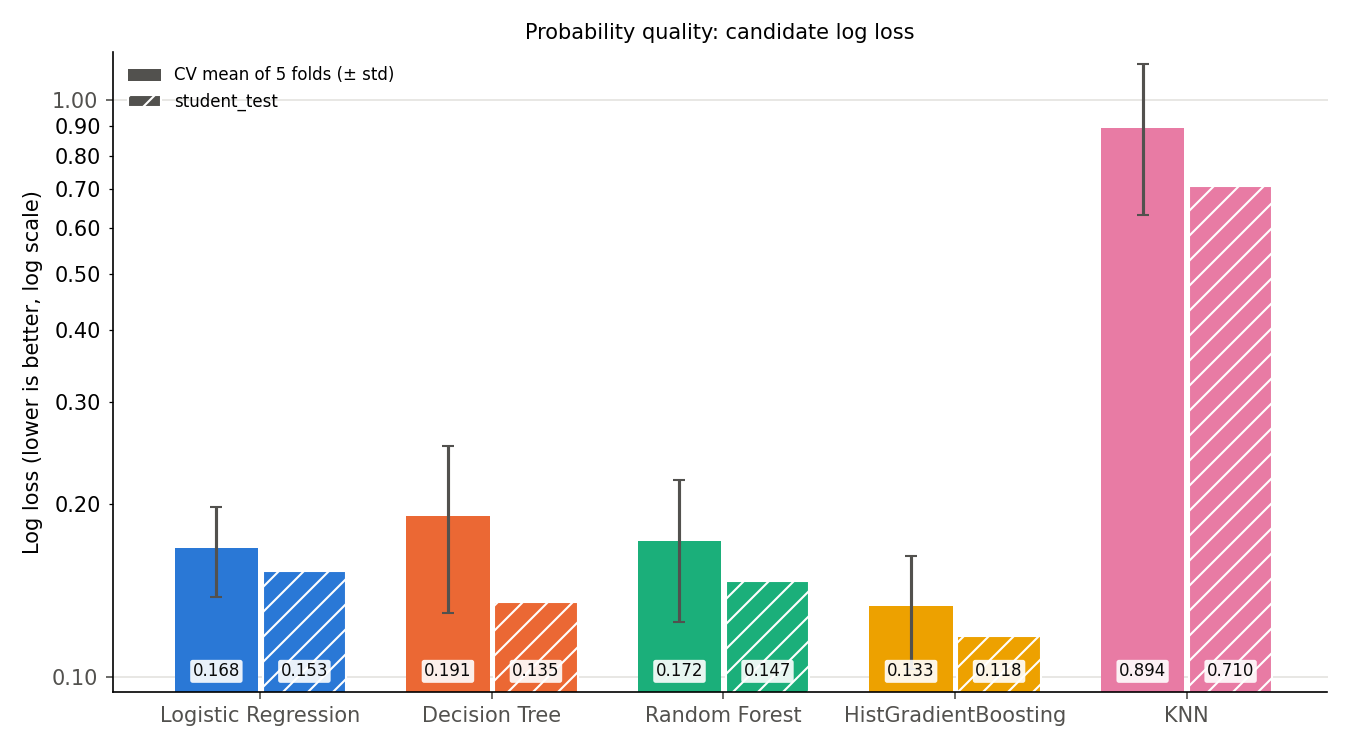 Probability quality: candidate log loss
CV mean of 5 folds (± std)
student_test
Log loss (lower is better, log scale)
1.00
0.90
0.80
0.70
0.60
0.50
0.40
0.30
0.20
0.10
0.168 0.153 0.191 0.135 0.172 0.147 0.133 0.118 0.894 0.710
Logistic Regression Decision Tree Random Forest HistGradientBoosting KNN